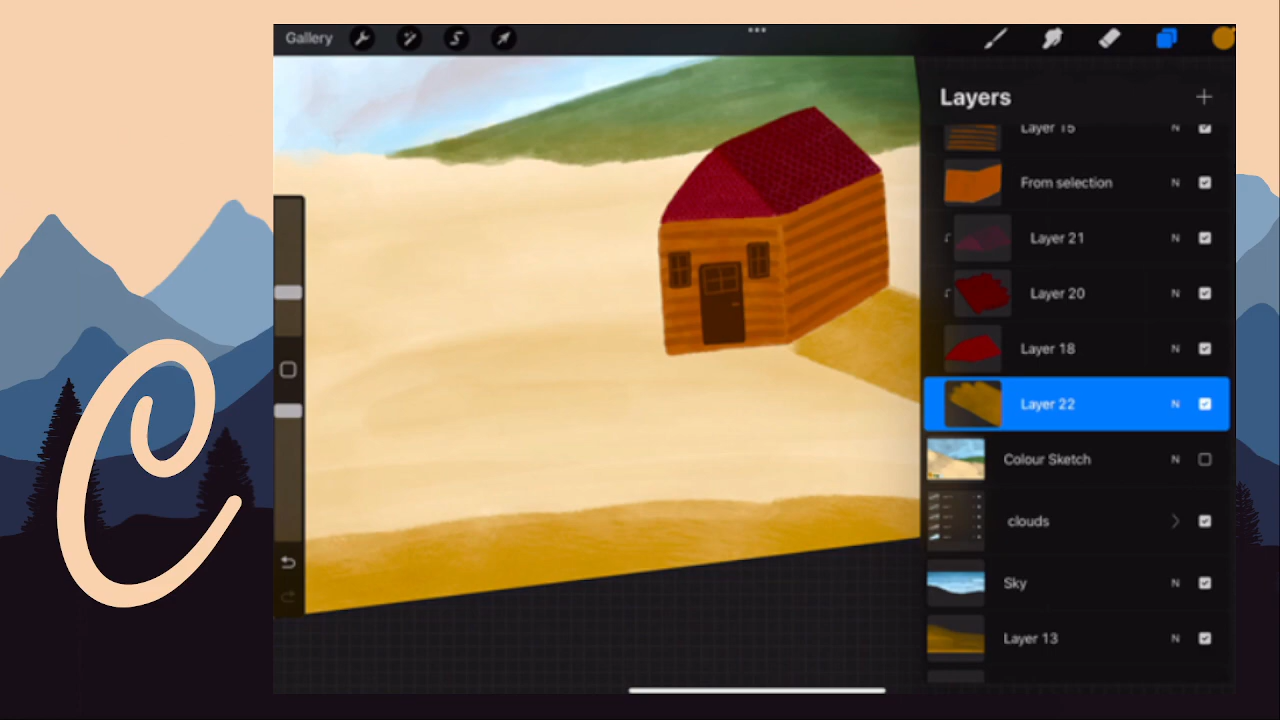 Gallery
Layers
Layer 15 N
From selection N
Layer 21 N
Layer 20 N
Layer 18 N
Layer 22 N
Colour Sketch N
clouds
Sky N
Layer 13 N
C